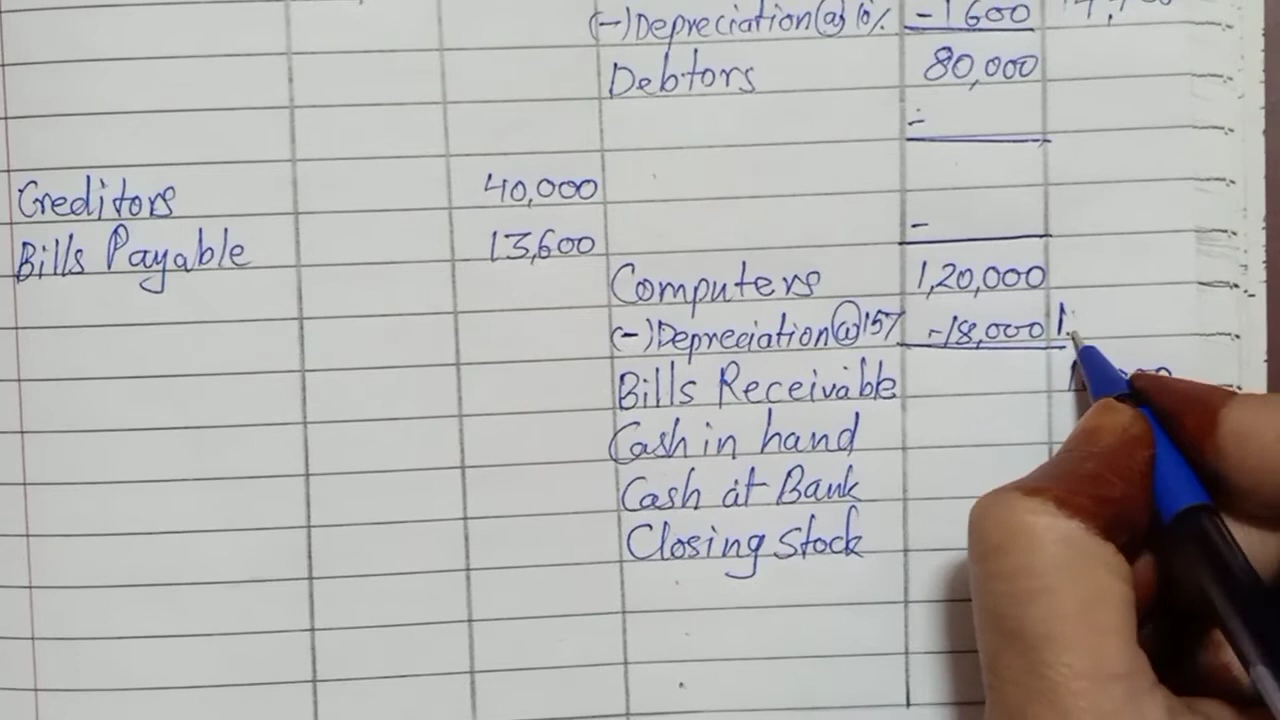 (-) Depreciation@10% -1600
Debtors 80,000
-
Creditors 40,000
-
Bills Payable 13,600
Computers 1,20,000
(-) Depreciation@15% -18,000 1
Bills Receivable
Cash in hand
Cash at Bank
Closing Stock